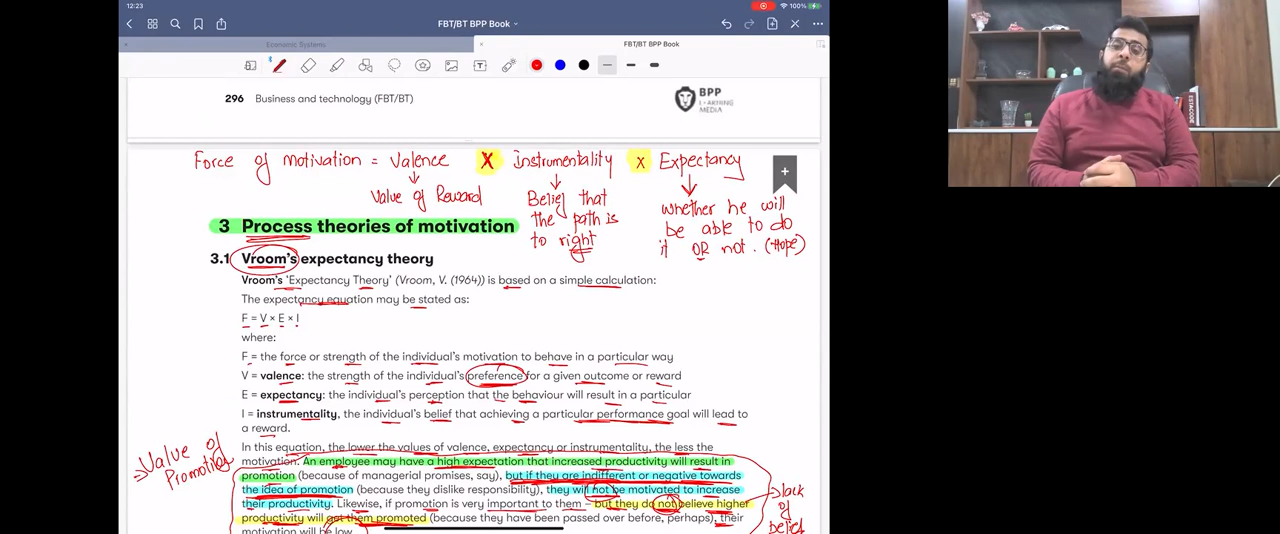 12:23
100%
FBT/BT BPP Book
Economic Systems
FBT/BT BPP Book
296 Business and technology (FBT/BT)
BPP
LEARNING
MEDIA
Force of motivation = Valence X Instrumentality x Expectancy
Value of Reward
Belief that
the path is
to right
whether he will
be able to do
it OR not. (Hope)
3 Process theories of motivation
3.1 Vroom's expectancy theory
Vroom's 'Expectancy Theory' (Vroom, V. (1964)) is based on a simple calculation:
The expectancy equation may be stated as:
F = V × E × I
where:
F = the force or strength of the individual's motivation to behave in a particular way
V = valence: the strength of the individual's preference for a given outcome or reward
E = expectancy: the individual's perception that the behaviour will result in a particular
I = instrumentality, the individual's belief that achieving a particular performance goal will lead to
a reward.
In this equation, the lower the values of valence, expectancy or instrumentality, the less the
motivation. An employee may have a high expectation that increased productivity will result in
promotion (because of managerial promises, say), but if they are indifferent or negative towards
the idea of promotion (because they dislike responsibility), they will not be motivated to increase
their productivity. Likewise, if promotion is very important to them – but they do not believe higher
productivity will get them promoted (because they have been passed over before, perhaps), their
motivation will be low.
Value of
Promotion
lack
of
belief
ESTACODE